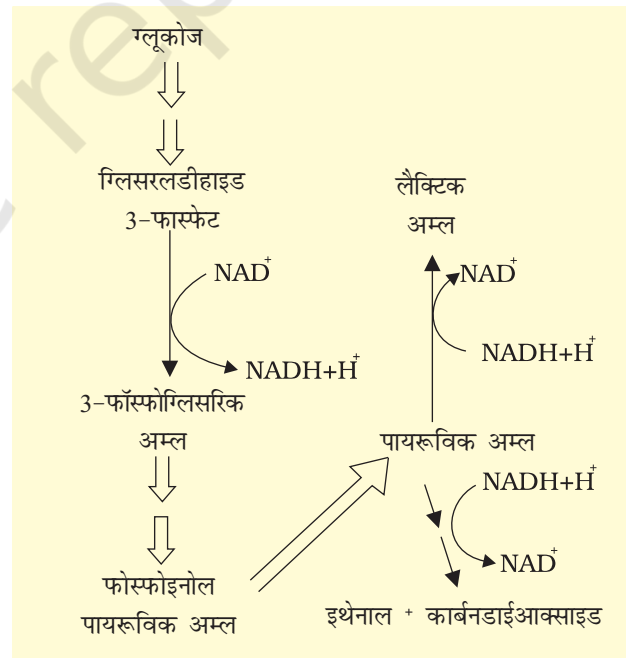 ग्लूकोज
ग्लिसरलडीहाइड
3-फास्फेट
NAD+
NADH+H+
3-फॉस्फोग्लिसरिक
अम्ल
फोस्फोइनोल
पायरूविक अम्ल
लैक्टिक
अम्ल
NAD+
NADH+H+
पायरूविक अम्ल
NADH+H+
NAD+
इथेनाल + कार्बनडाईआक्साइड